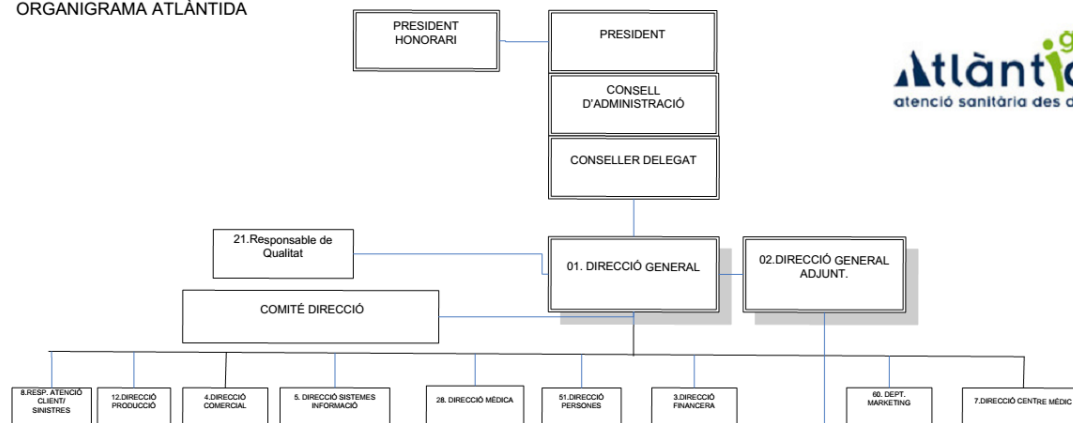 ORGANIGRAMA ATLÀNTIDA
PRESIDENT
HONORARI
PRESIDENT
CONSELL
D'ADMINISTRACIÓ
CONSELLER DELEGAT
atenció sanitària des
21.Responsable de
Qualitat
01. DIRECCIÓ GENERAL
02.DIRECCIÓ GENERAL
ADJUNT.
COMITÉ DIRECCIÓ
8.RESP. ATENCIÓ
CLIENT/
SINISTRES
12.DIRECCIÓ
PRODUCCIÓ
4.DIRECCIÓ
COMERCIAL
5. DIRECCIÓ SISTEMES
INFORMACIÓ
28. DIRECCIÓ MÈDICA
51.DIRECCIÓ
PERSONES
3.DIRECCIÓ
FINANCERA
60. DEPT.
MARKETING
7.DIRECCIÓ CENTRE MÈDIC